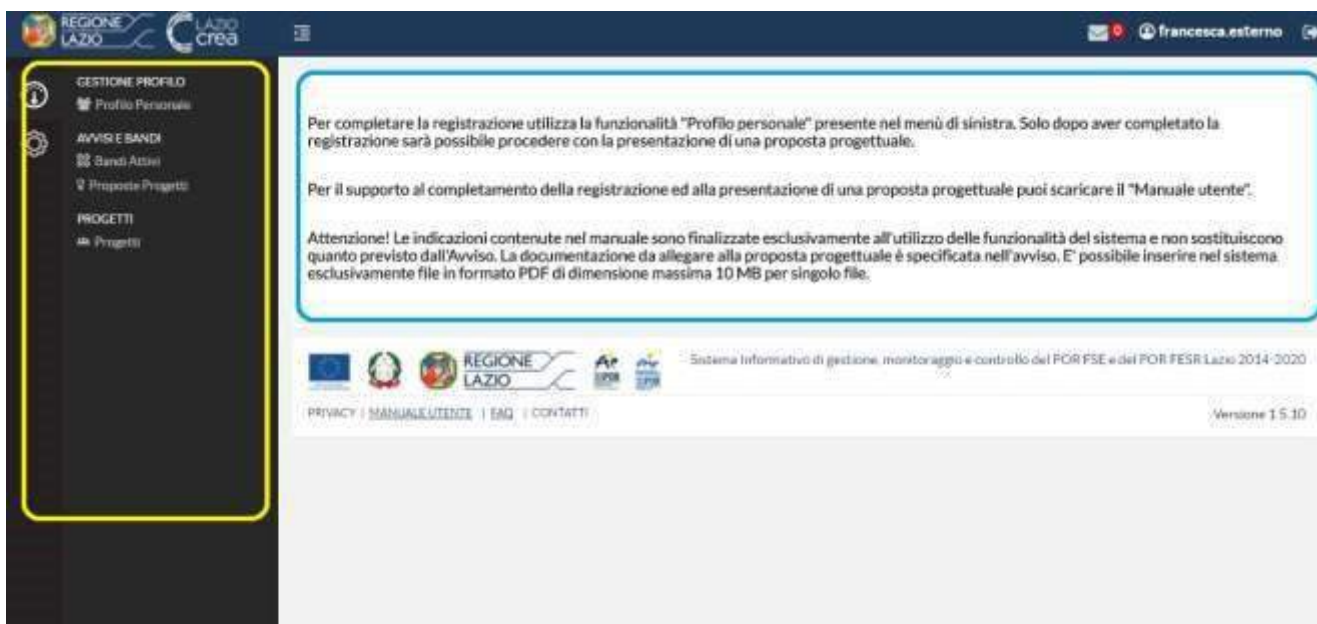 REGIONE
LAZIO
LAZIO
crea
0
francesca.esterno
GESTIONE PROFILO
Profilo Personale
AVVISI E BANDI
Bandi Attivi
Proposte Progetti
PROGETTI
Progetti
Per completare la registrazione utilizza la funzionalità "Profilo personale" presente nel menù di sinistra. Solo dopo aver completato la
registrazione sarà possibile procedere con la presentazione di una proposta progettuale.
Per il supporto al completamento della registrazione ed alla presentazione di una proposta progettuale puoi scaricare il "Manuale utente".
Attenzione! Le indicazioni contenute nel manuale sono finalizzate esclusivamente all'utilizzo delle funzionalità del sistema e non sostituiscono
quanto previsto dall'Avviso. La documentazione da allegare alla proposta progettuale è specificata nell'avviso. E' possibile inserire nel sistema
esclusivamente file in formato PDF di dimensione massima 10 MB per singolo file.
REGIONE
LAZIO
Sistema Informativo di gestione, monitoraggio e controllo del POR FSE e del POR FESR Lazio 2014-2020
PRIVACY | MANUALE UTENTE | FAQ | CONTATTI
Versione 1.5.10